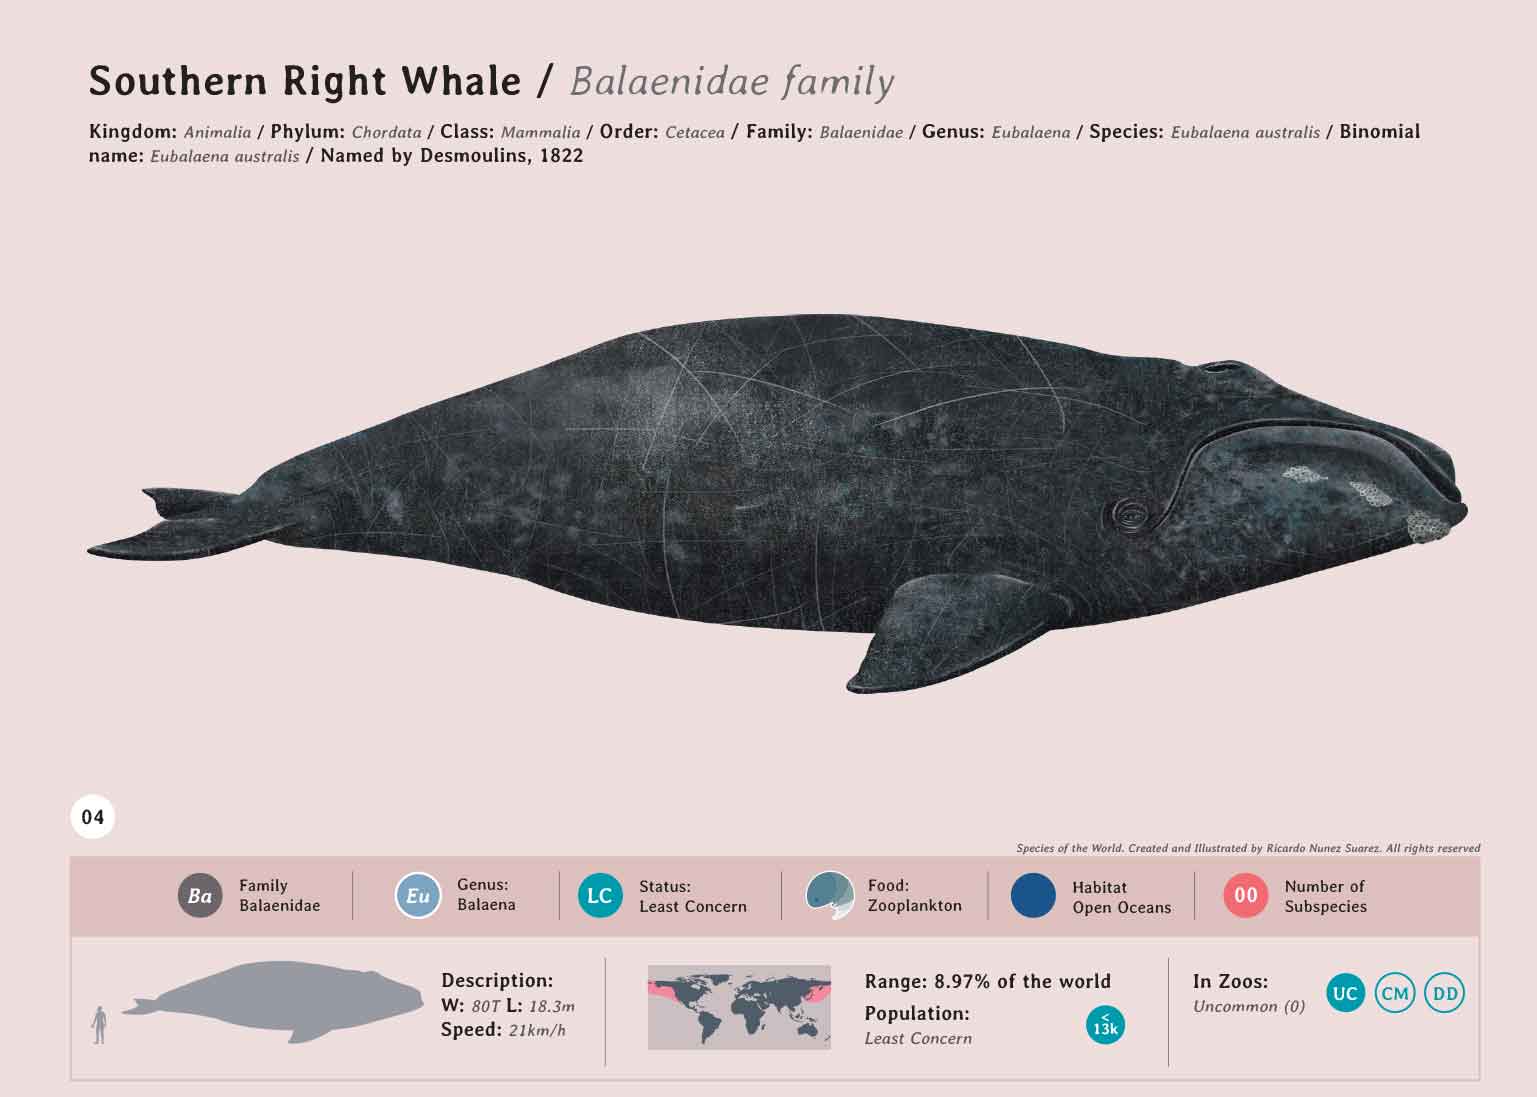 Southern Right Whale / Balaenidae family
Kingdom: Animalia / Phylum: Chordata / Class: Mammalia / Order: Cetacea / Family: Balaenidae / Genus: Eubalaena / Species: Eubalaena australis / Binomial
name: Eubalaena australis / Named by Desmoulins, 1822
04
Species of the World. Created and Illustrated by Ricardo Nunez Suarez. All rights reserved
Ba
Family
Balaenidae
Eu
Genus:
Balaena
LC
Status:
Least Concern
Food:
Zooplankton
Habitat
Open Oceans
00
Number of
Subspecies
Description:
W: 80T L: 18.3m
Speed: 21km/h
Range: 8.97% of the world
Population:
Least Concern
<
13k
In Zoos:
Uncommon (0)
UC
CM
DD